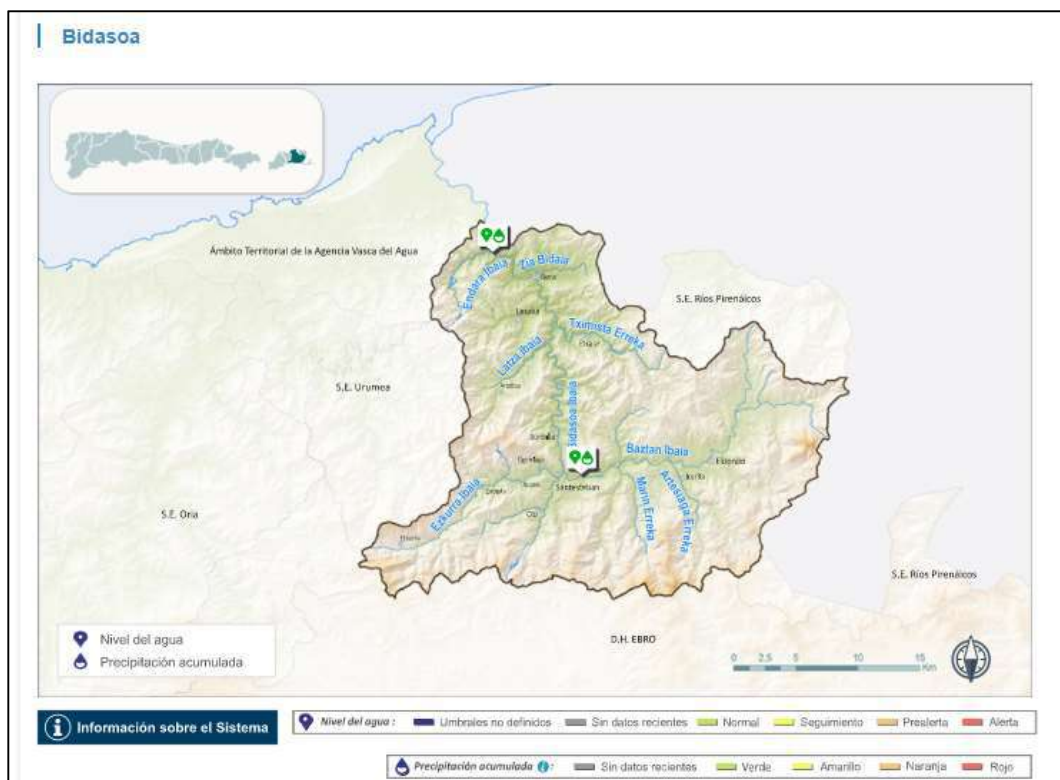 Bidasoa
Ámbito Territorial de la Agencia Vasca del Agua
Endara Ibaia
Zia Bidaia
S.E. Ríos Pirenáicos
Tximista Erreka
Latza Ibaia
S.E. Urumea
Bidasoa Ibaia
Baztan Ibaia
Elizondo
Santesteban
Ezkurra Ibaia
Marin Erreka
Artesiaga Erreka
S.E. Oria
S.E. Ríos Pirenáicos
D.H. EBRO
Nivel del agua
Precipitación acumulada
0 2,5 5 10 15
Km
Información sobre el Sistema
Nivel del agua : Umbrales no definidos Sin datos recientes Normal Seguimiento Prealerta Alerta
Precipitación acumulada : Sin datos recientes Verde Amarillo Naranja Rojo